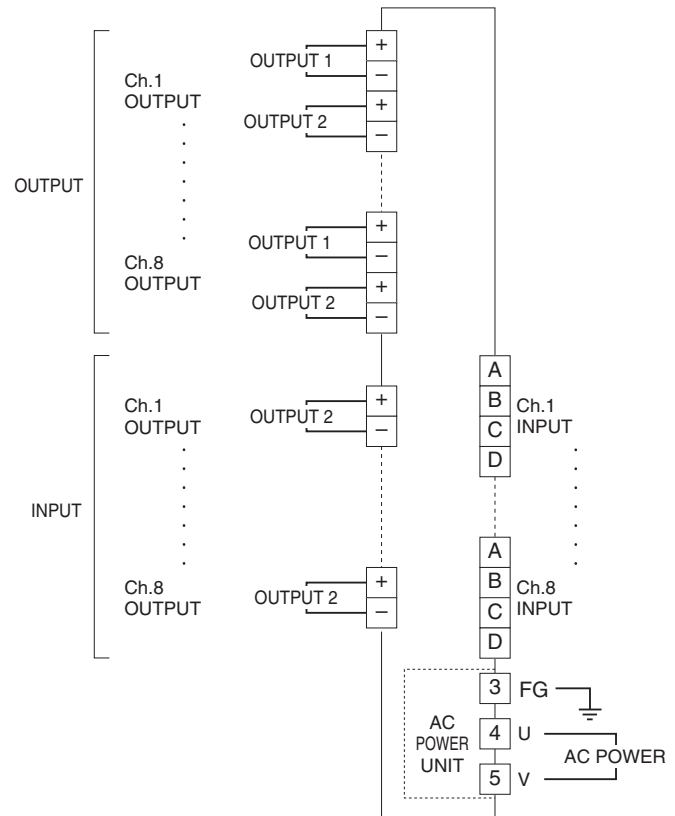 OUTPUT
Ch.1
OUTPUT
OUTPUT 1
+
–
OUTPUT 2
+
–
Ch.8
OUTPUT
OUTPUT 1
+
–
OUTPUT 2
+
–
INPUT
Ch.1
OUTPUT
OUTPUT 2
+
–
Ch.8
OUTPUT
OUTPUT 2
+
–
A
B
C
D
Ch.1
INPUT
A
B
C
D
Ch.8
INPUT
AC
POWER
UNIT
3 FG
4 U
5 V
AC POWER